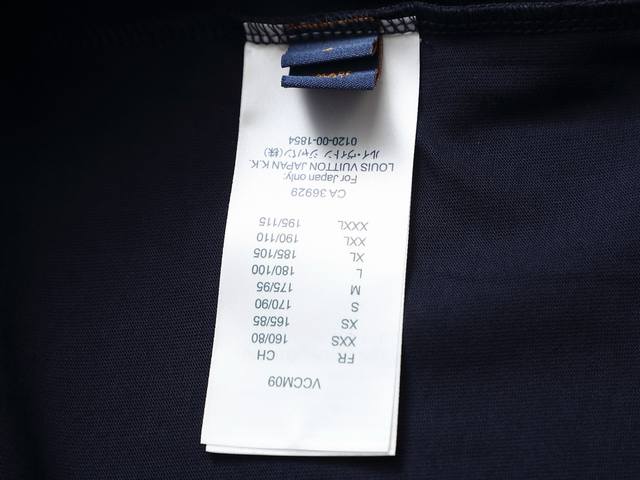 VCCM09
FR CH
XXS 160/80
XS 165/85
S 170/90
M 175/95
L 180/100
XL 185/105
XXL 190/110
XXXL 195/115
CA 36929
For Japan only:
LOUIS VUITTON JAPAN K.K.
ルイ・ヴィトン ジャパン(株)
0120-00-1854